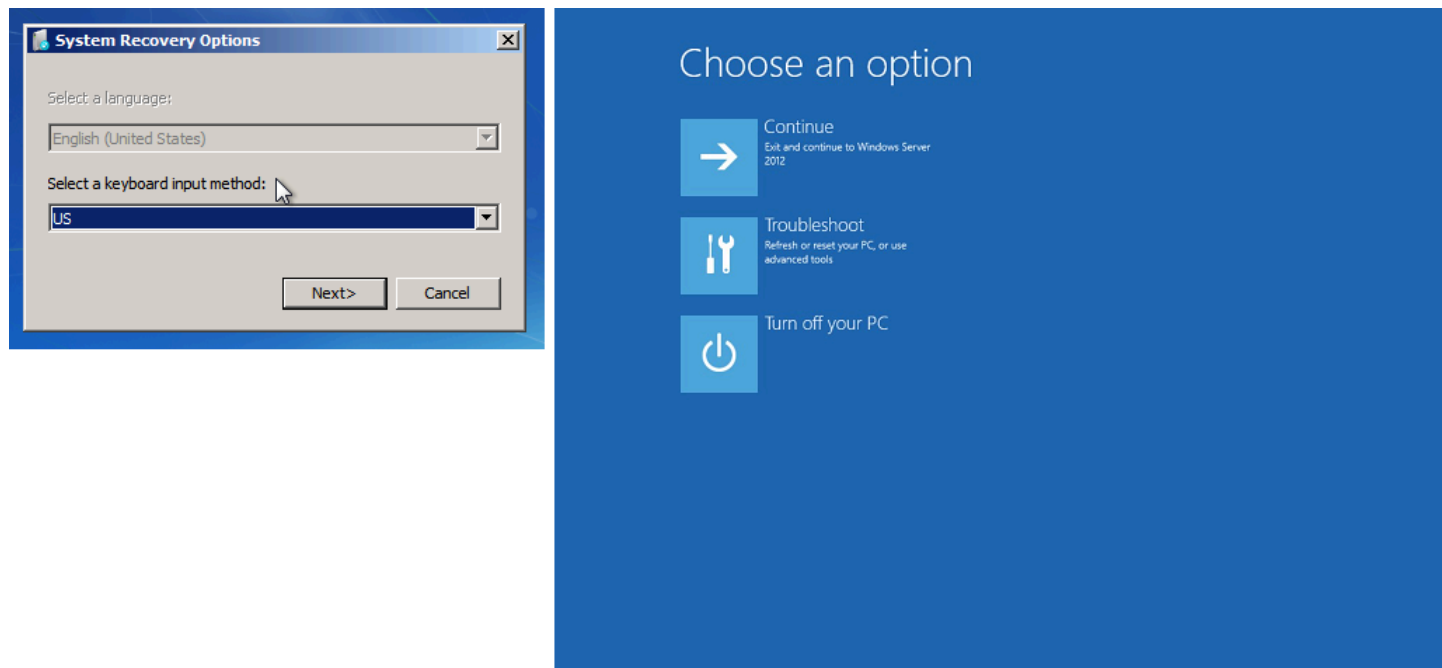 System Recovery Options
Select a language:
English (United States)
Select a keyboard input method:
US
Next>
Cancel
Choose an option
Continue
Exit and continue to Windows Server
2012
Troubleshoot
Refresh or reset your PC, or use
advanced tools
Turn off your PC